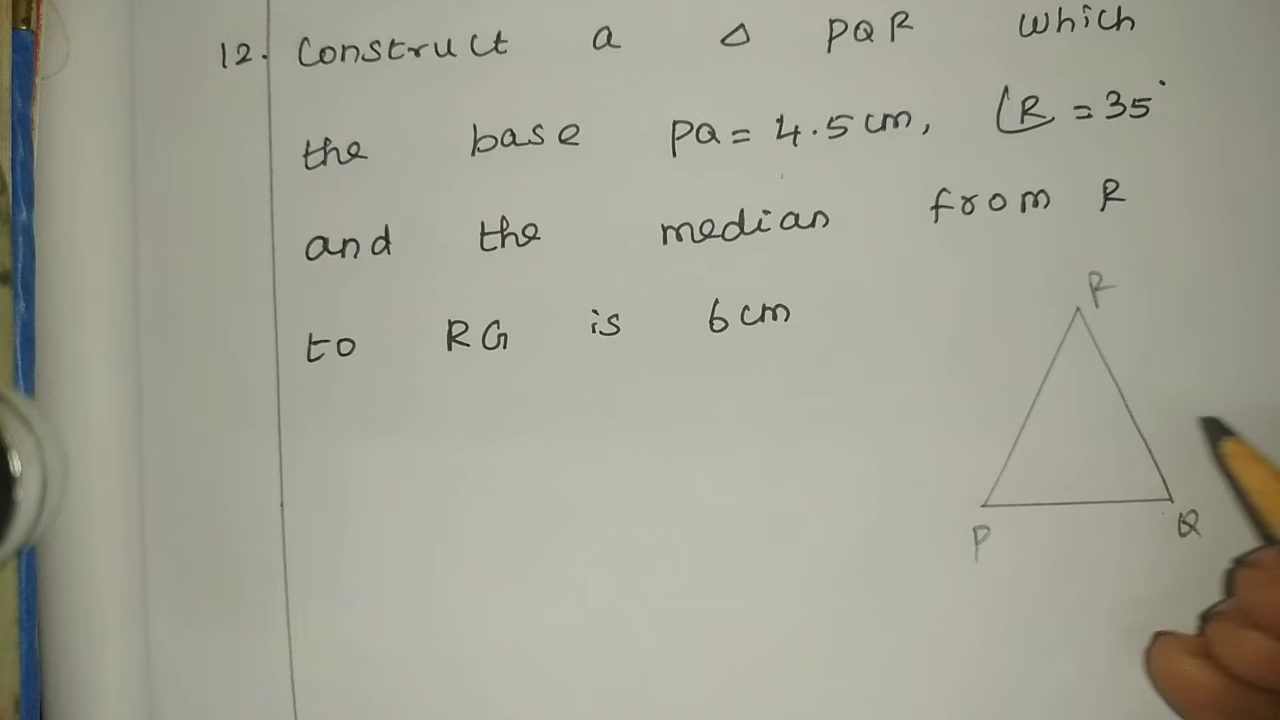 12. Construct a △ PQR which
the base PQ = 4.5 cm, ∠R = 35°
and the median from R
to RG is 6 cm
R
P
Q